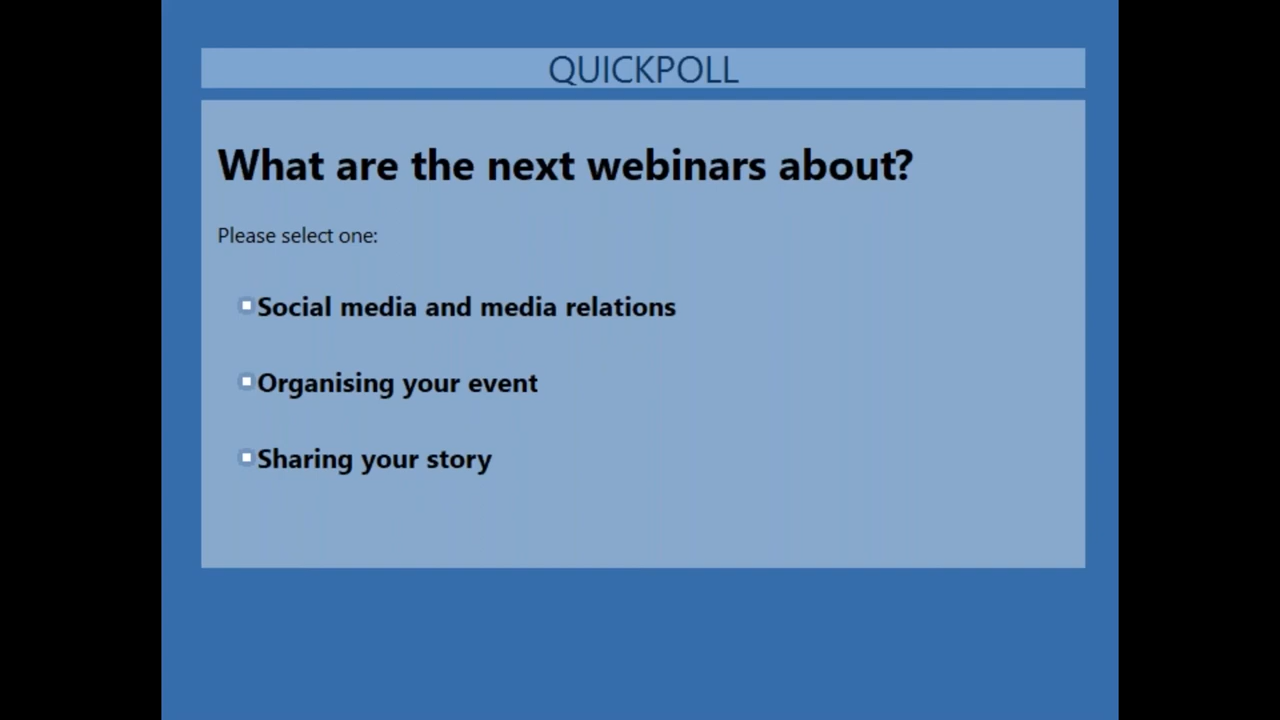 QUICKPOLL
What are the next webinars about?
Please select one:
Social media and media relations
Organising your event
Sharing your story